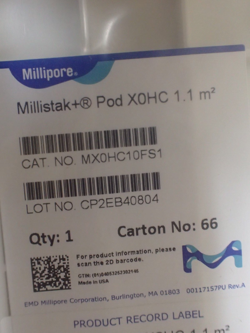 Millipore®
Millistak+® Pod X0HC 1.1 m²
CAT. NO. MX0HC10FS1
LOT NO. CP2EB40804
Qty: 1 Carton No: 66
For product information, please
scan the 2D barcode.
Made in USA
EMD Millipore Corporation, Burlington, MA 01803 00117157PU Rev.A
PRODUCT RECORD LABEL